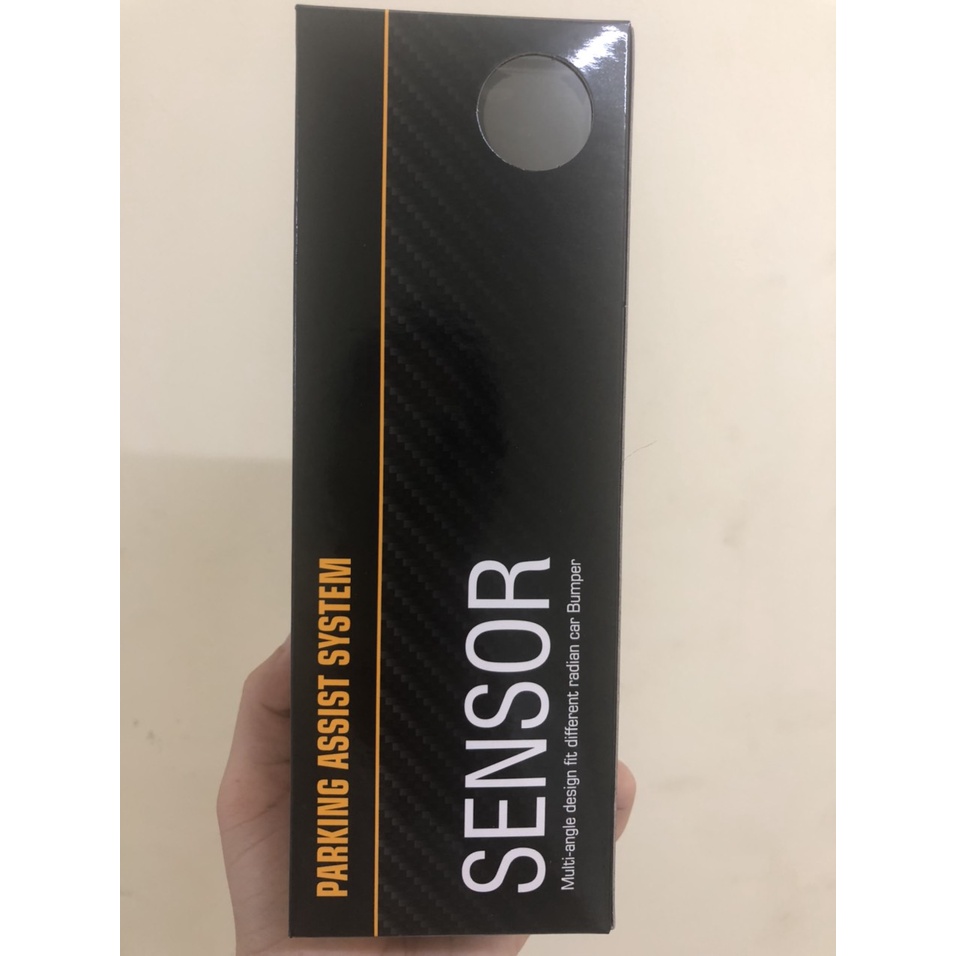 PARKING ASSIST SYSTEM
SENSOR
Multi-angle design fit different radian car Bumper